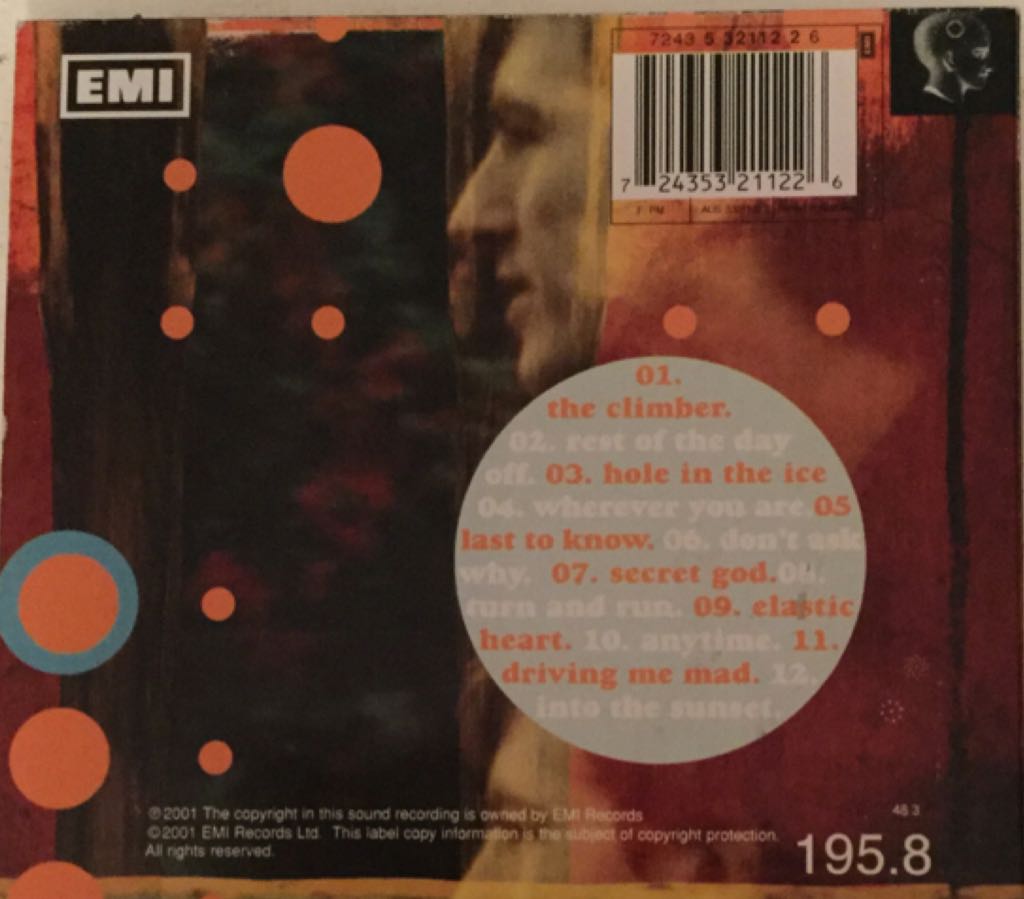 EMI
7243 5 32112 2 6
7 24353 21122 6
01.
the climber.
02. rest of the day
off. 03. hole in the ice
04. wherever you are.05
last to know. 06. don't ask
why. 07. secret god.08.
turn and run. 09. elastic
heart. 10. anytime. 11.
driving me mad. 12.
into the sunset.
℗2001 The copyright in this sound recording is owned by EMI Records
©2001 EMI Records Ltd. This label copy information is the subject of copyright protection.
All rights reserved.
48.3
195.8